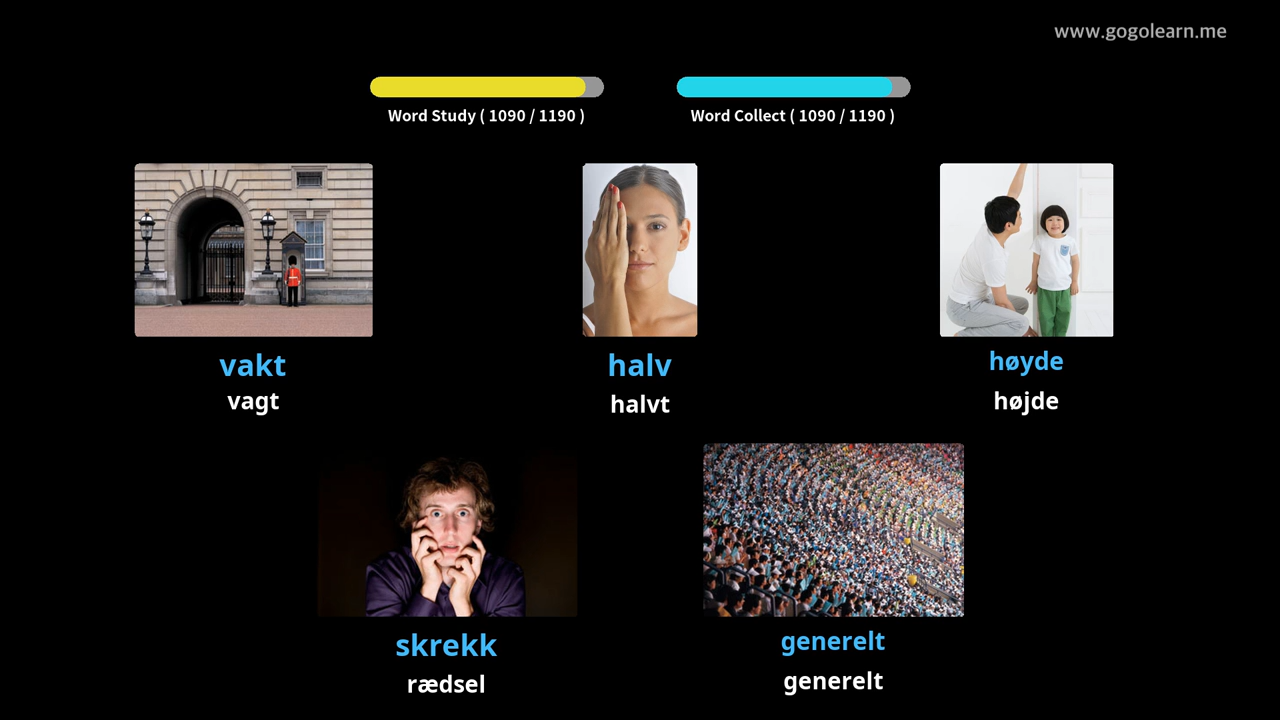 www.gogolearn.me
Word Study ( 1090 / 1190 )
Word Collect ( 1090 / 1190 )
vakt
vagt
halv
halvt
høyde
højde
skrekk
rædsel
generelt
generelt